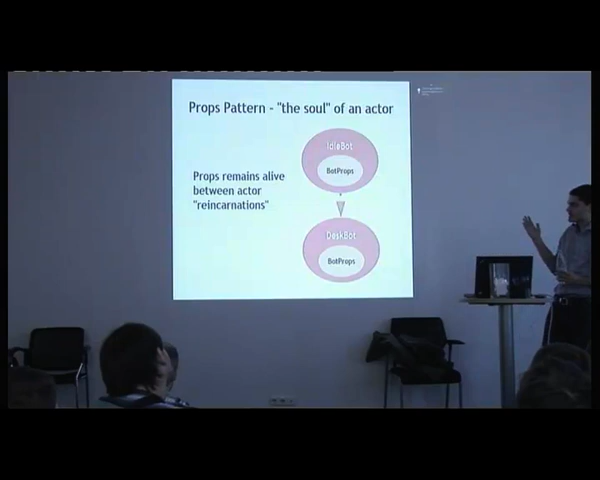 Props Pattern - "the soul" of an actor
IdleBot
BotProps
Props remains alive
between actor
"reincarnations"
DeskBot
BotProps